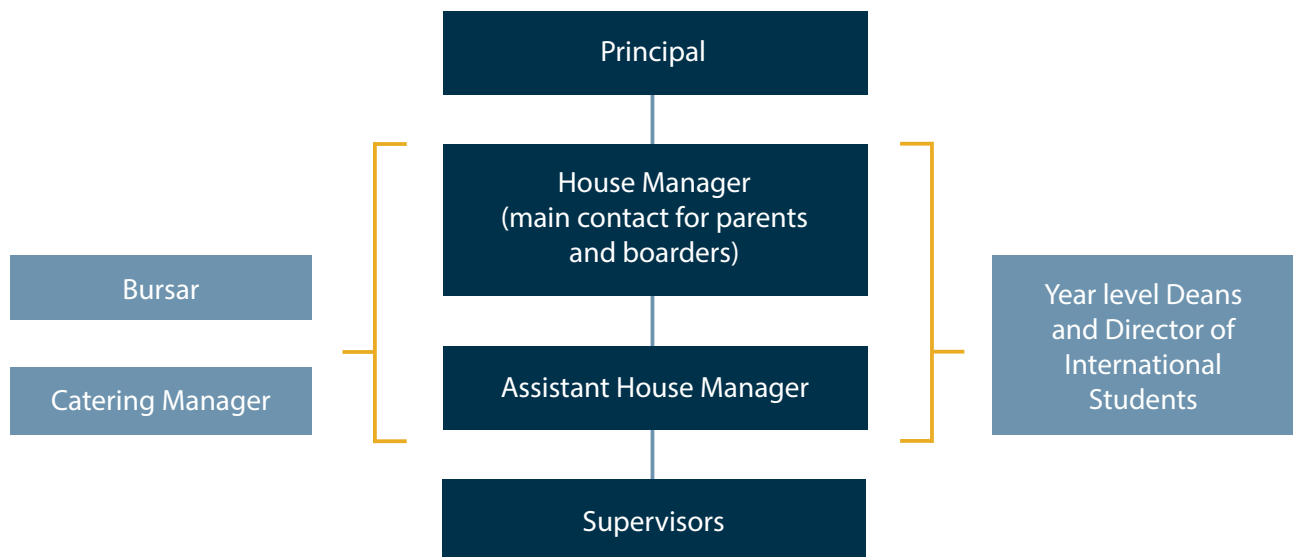 Principal
House Manager
(main contact for parents
and boarders)
Bursar
Catering Manager
Assistant House Manager
Year level Deans
and Director of
International
Students
Supervisors